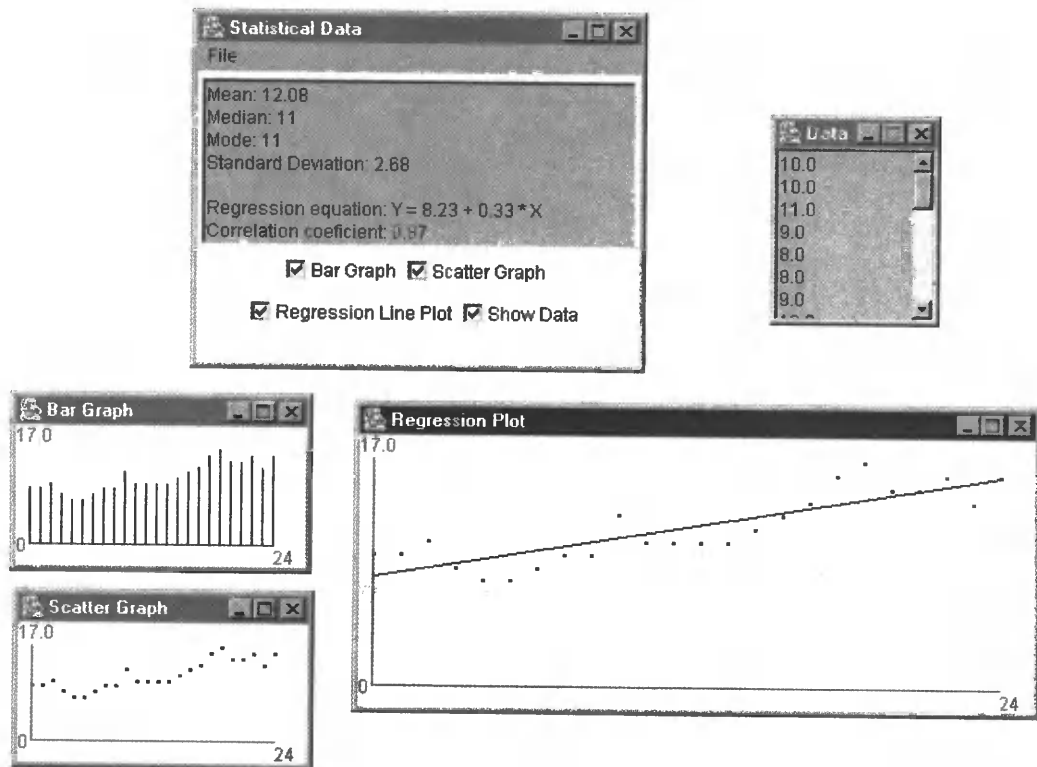 Statistical Data
File
Mean: 12.08
Median: 11
Mode: 11
Standard Deviation: 2.68
Regression equation: Y = 8.23 + 0.33 * X
Correlation coeficient: 0.87
Bar Graph Scatter Graph
Regression Line Plot Show Data
Data
10.0
10.0
11.0
9.0
8.0
8.0
9.0
Bar Graph
17.0
0
24
Scatter Graph
17.0
0
24
Regression Plot
17.0
0
24